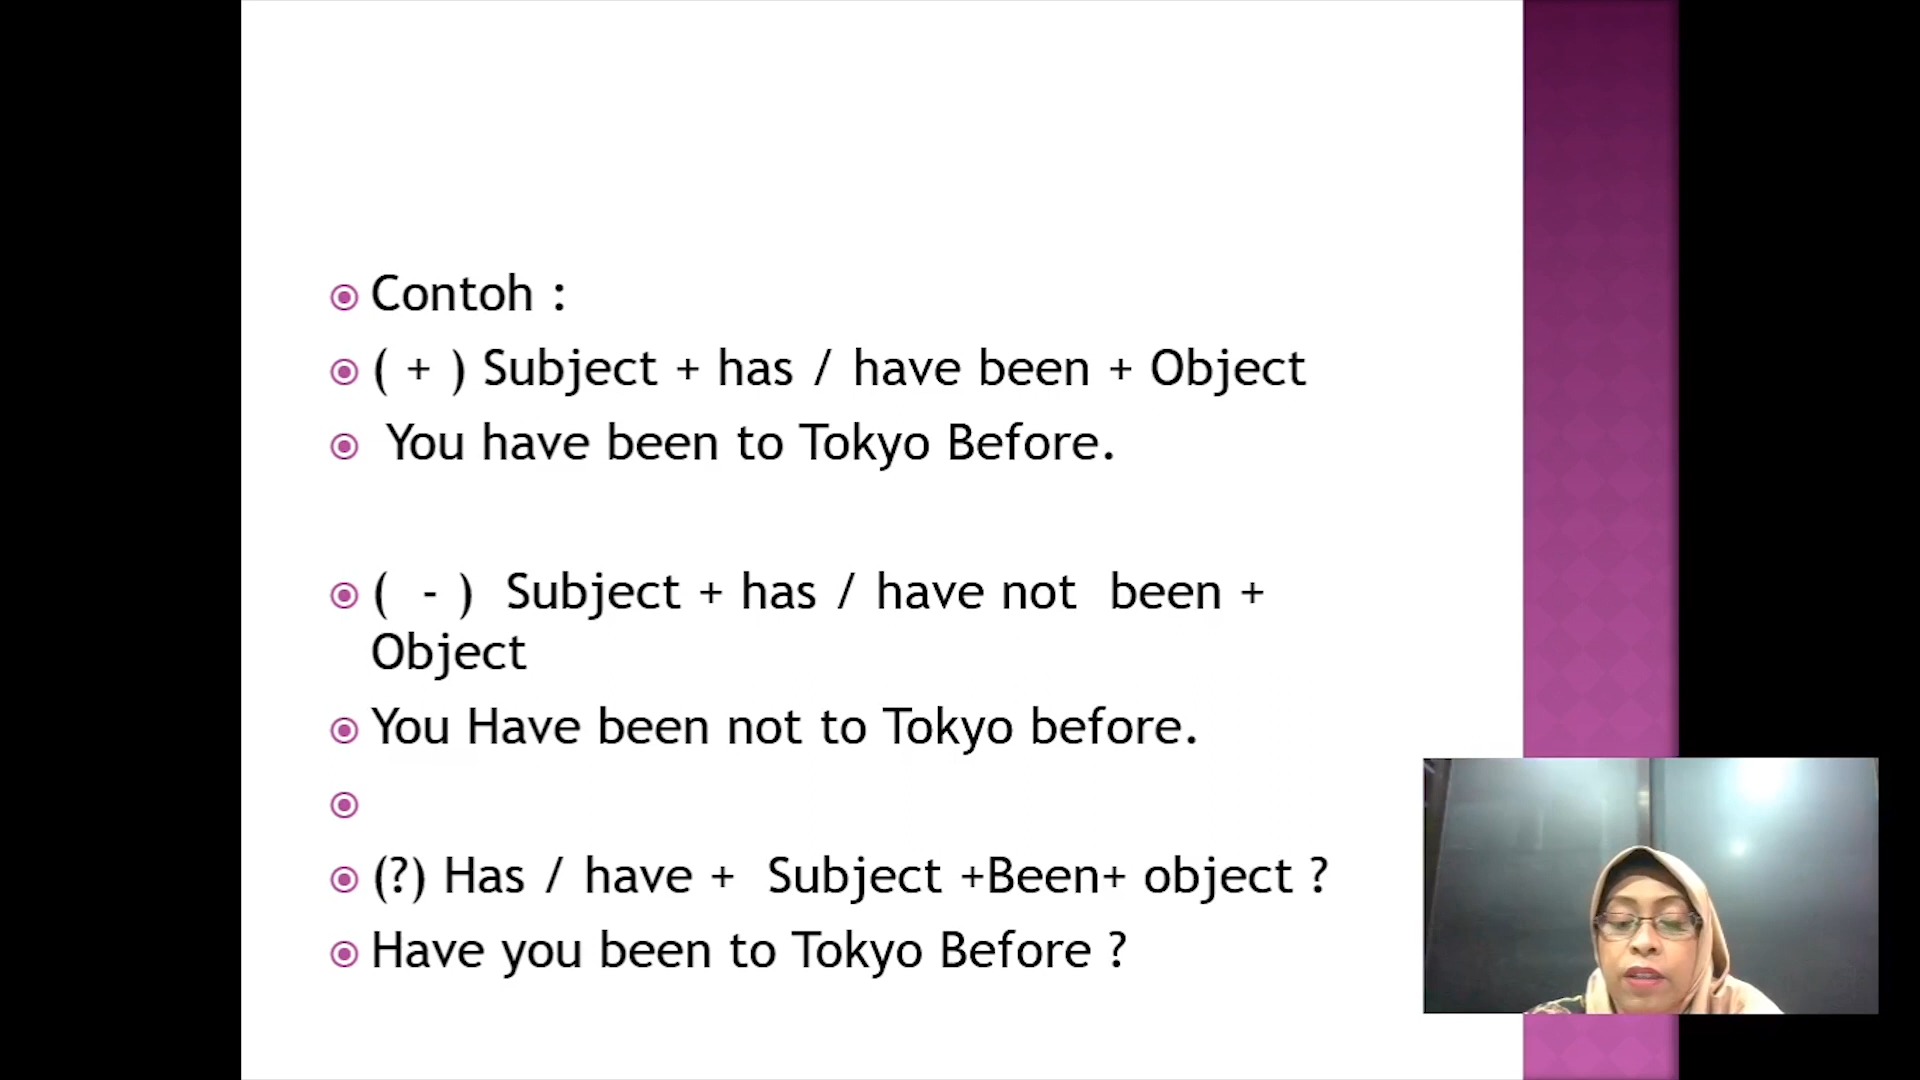 Contoh :
( + ) Subject + has / have been + Object
You have been to Tokyo Before.
( - ) Subject + has / have not been +
Object
You Have been not to Tokyo before.
(?) Has / have + Subject +Been+ object ?
Have you been to Tokyo Before ?